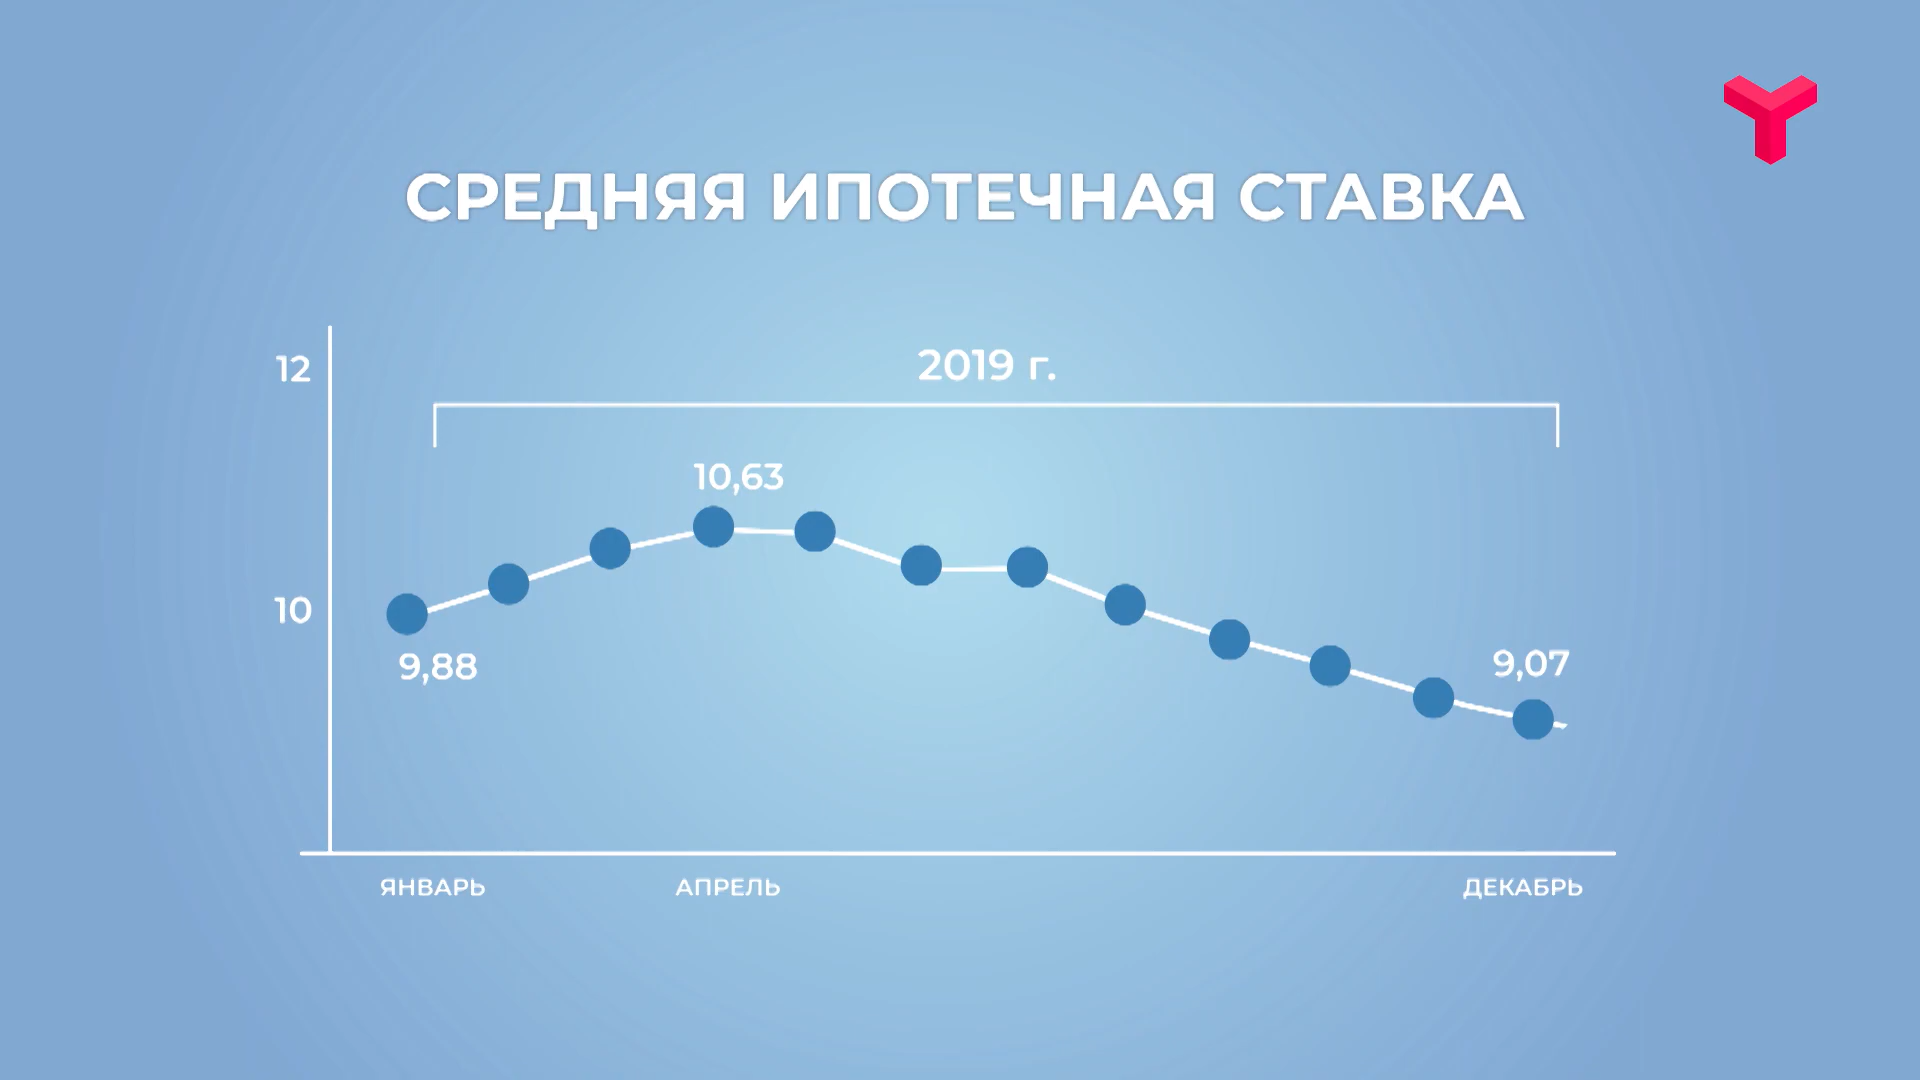 СРЕДНЯЯ ИПОТЕЧНАЯ СТАВКА
12
2019 г.
10,63
10
9,88
9,07
ЯНВАРЬ
АПРЕЛЬ
ДЕКАБРЬ